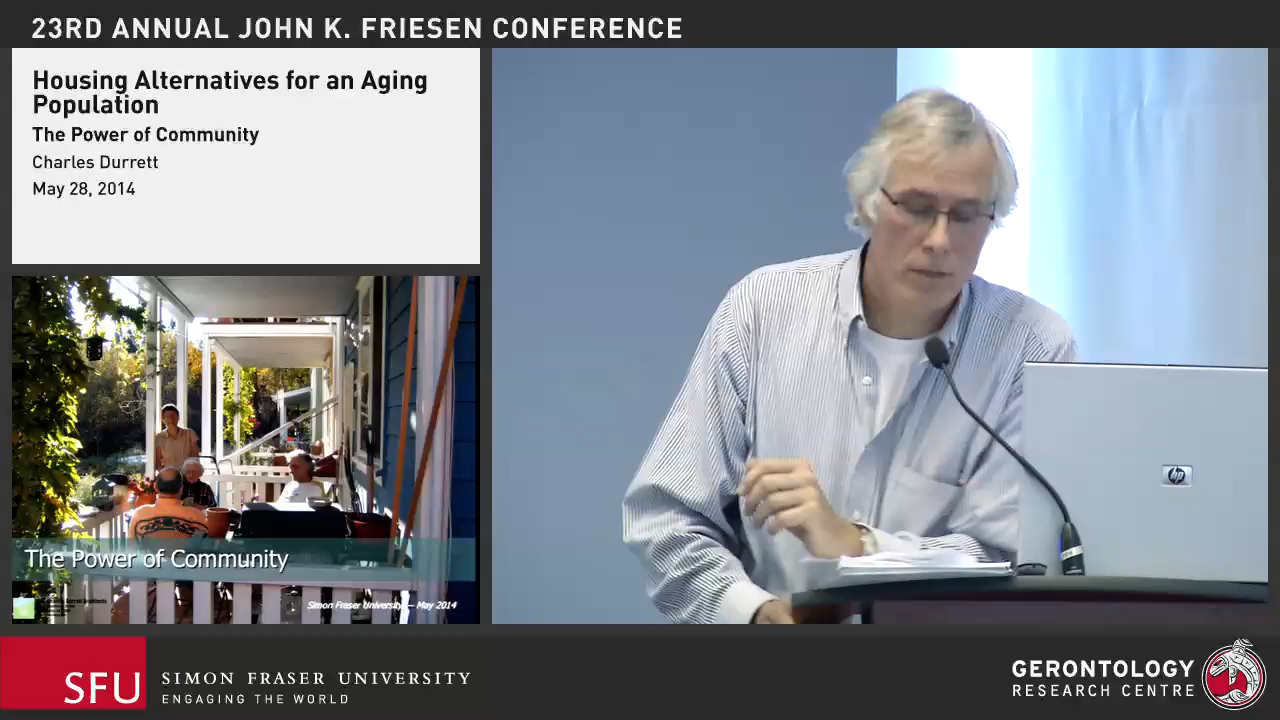 23RD ANNUAL JOHN K. FRIESEN CONFERENCE
Housing Alternatives for an Aging
Population
The Power of Community
Charles Durrett
May 28, 2014
The Power of Community
Simon Fraser University — May 2014
hp
SFU
SIMON FRASER UNIVERSITY
ENGAGING THE WORLD
GERONTOLOGY
RESEARCH CENTRE